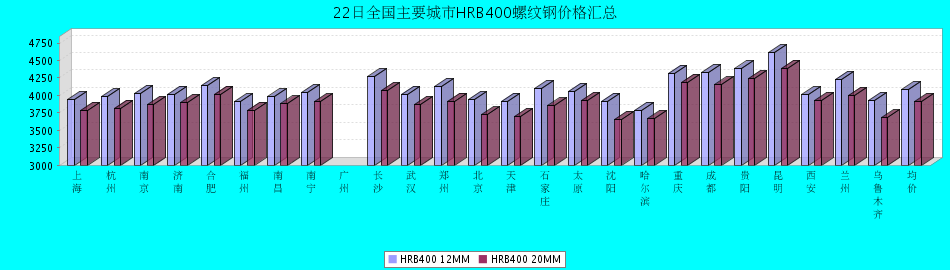 22日全国主要城市HRB400螺纹钢价格汇总
4750
4500
4250
4000
3750
3500
3250
3000
上海
杭州
南京
济南
合肥
福州
南昌
南宁
广州
长沙
武汉
郑州
北京
天津
石家庄
太原
沈阳
哈尔滨
重庆
成都
贵阳
昆明
西安
兰州
乌鲁木齐
均价
HRB400 12MM HRB400 20MM